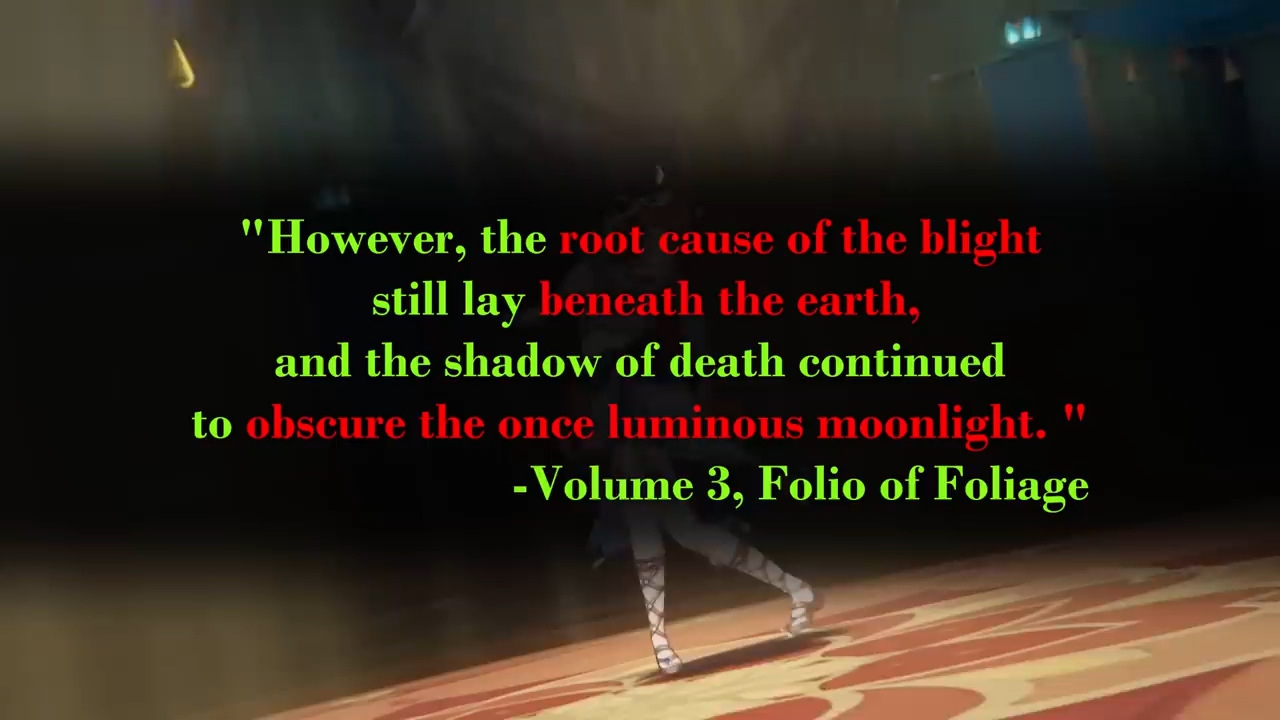 "However, the root cause of the blight
still lay beneath the earth,
and the shadow of death continued
to obscure the once luminous moonlight. "
-Volume 3, Folio of Foliage